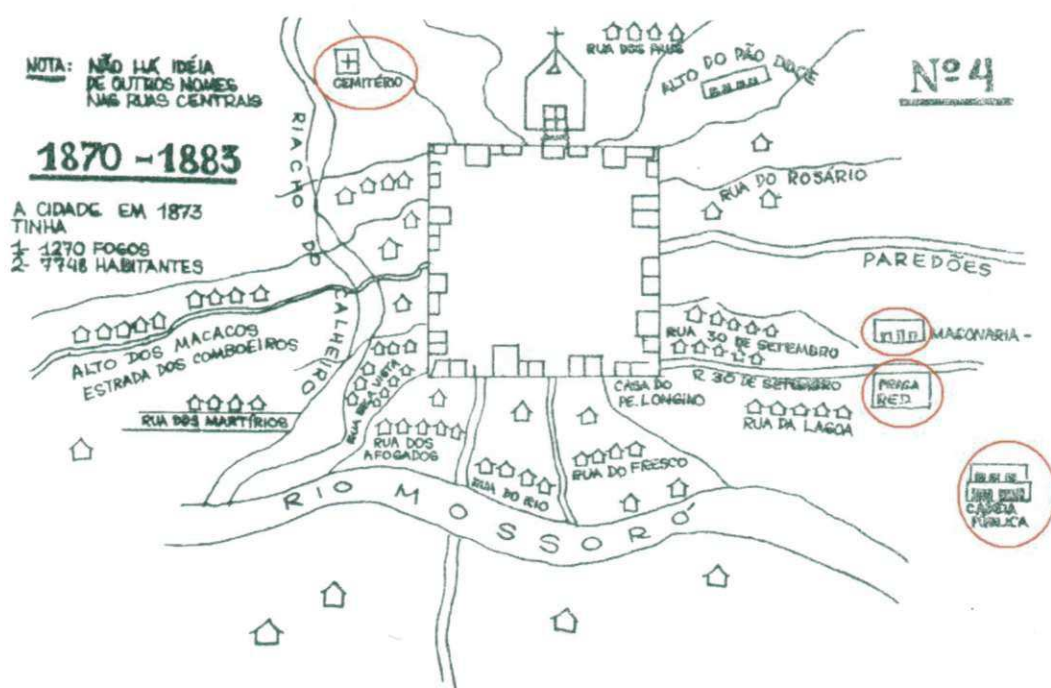 NOTA: NÃO HÁ IDÉIA
DE OUTROS NOMES
NAS RUAS CENTRAIS
1870 - 1883
A CIDADE EM 1873
TINHA
1- 1270 FOGOS
2- 7748 HABITANTES
CEMITÉRIO
RUA DOS PAUS
ALTO DO PÃO DOCE
Nº 4
RIACHO DO CALHEIRO
RUA DO ROSÁRIO
PAREDÕES
ALTO DOS MACACOS
ESTRADA DOS COMBOEIROS
RUA DOS MARTÍRIOS
RUA BELA VISTA
RUA DOS
AFOGADOS
RUA DO RIO
RUA DO FRESCO
CASA DO
PE. LONGINO
RUA 30 DE SETEMBRO
R 30 DE SETEMBRO
RUA DA LAGOA
MAÇONARIA -
PRAÇA
RED.
CADEIA
PÚBLICA
RIO MOSSORÓ